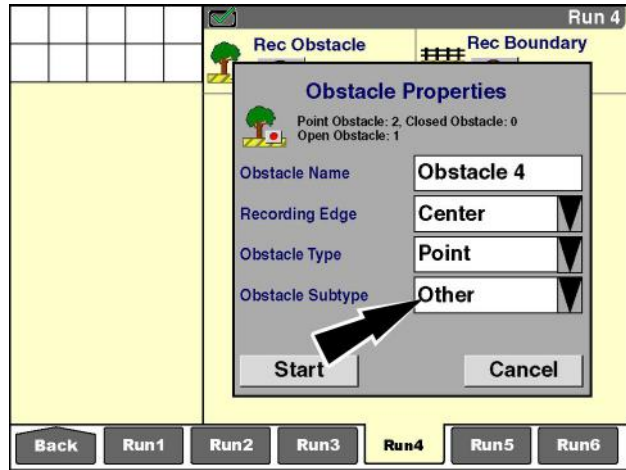 Run 4
Rec Obstacle
Rec Boundary
Obstacle Properties
Point Obstacle: 2, Closed Obstacle: 0
Open Obstacle: 1
Obstacle Name Obstacle 4
Recording Edge Center
Obstacle Type Point
Obstacle Subtype Other
Start Cancel
Back Run1 Run2 Run3 Run4 Run5 Run6